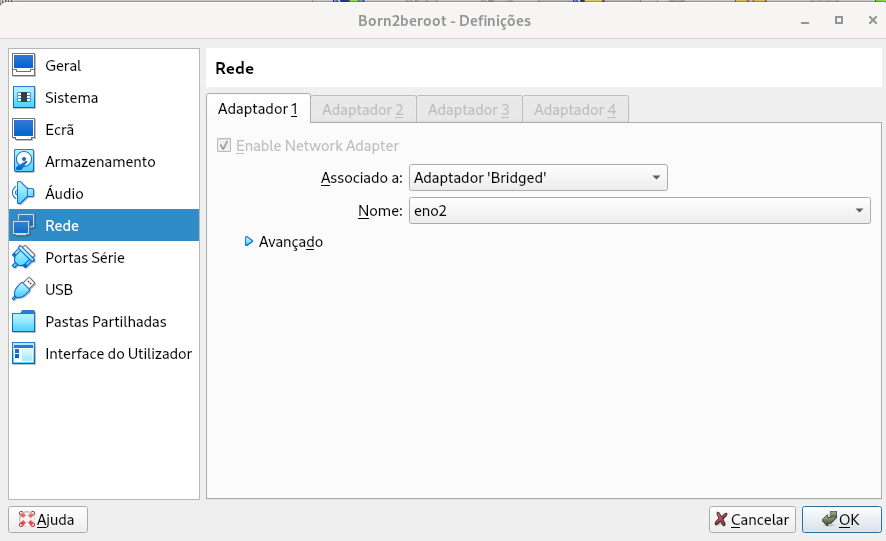 Born2beroot - Definições
Geral
Sistema
Ecrã
Armazenamento
Áudio
Rede
Portas Série
USB
Pastas Partilhadas
Interface do Utilizador
Rede
Adaptador 1 Adaptador 2 Adaptador 3 Adaptador 4
Enable Network Adapter
Associado a: Adaptador 'Bridged'
Nome: eno2
Avançado
Ajuda
Cancelar
OK